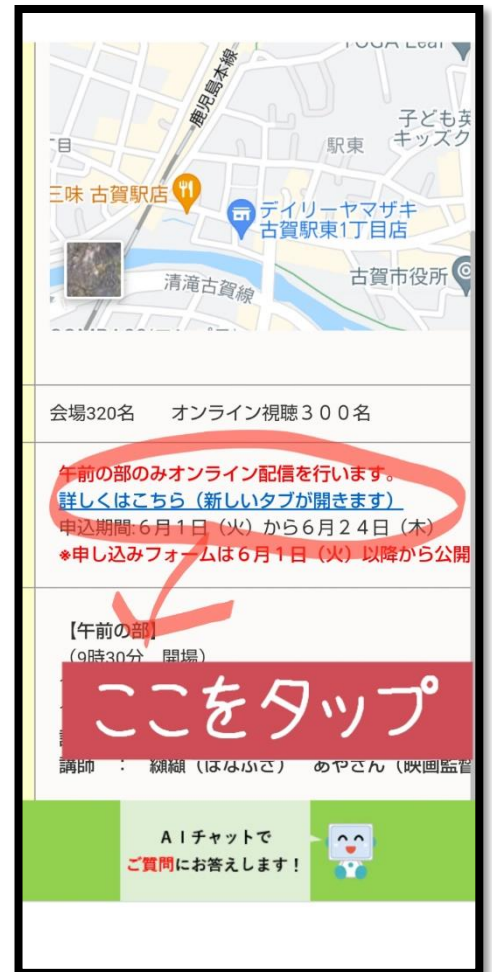 YOGA Leaf
鹿児島本線
子ども英
キッズク
駅東
三味 古賀駅店
デイリーヤマザキ
古賀駅東1丁目店
清滝古賀線
古賀市役所
会場320名 オンライン視聴300名
午前の部のみオンライン配信を行います。
詳しくはこちら(新しいタブが開きます)
申込期間:6月1日(火)から6月24日(木)
※申し込みフォームは6月1日(火)以降から公開
【午前の部】
(9時30分 開場)
ここをタップ
講師 : 纐纈(はなぶさ) あやさん(映画監督
AIチャットで
ご質問にお答えします!